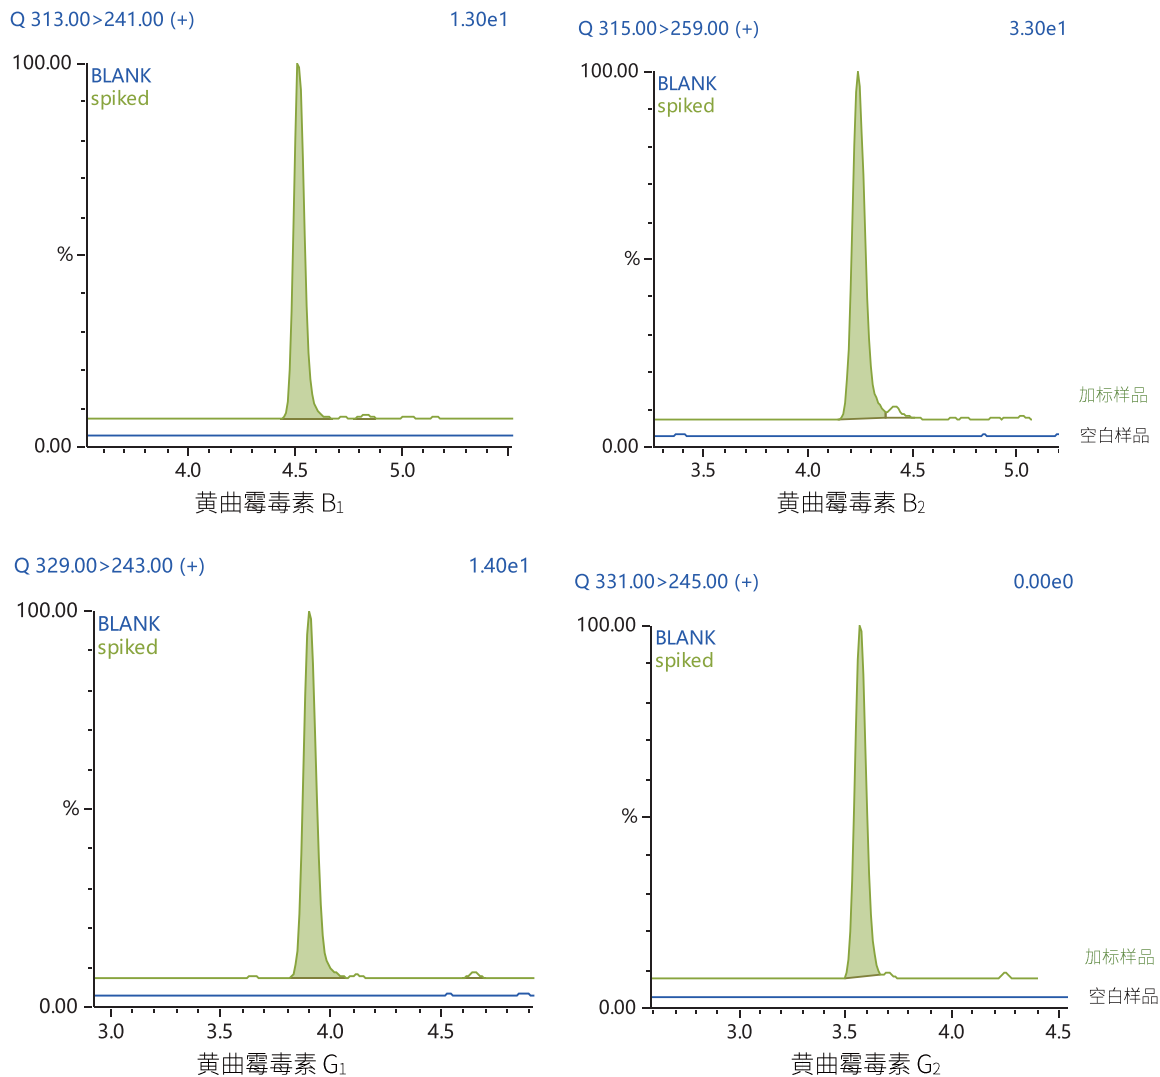 Q 313.00>241.00 (+) 1.30e1
100.00
BLANK
spiked
%
0.00
4.0 4.5 5.0
黄曲霉毒素 B1
Q 315.00>259.00 (+) 3.30e1
100.00
BLANK
spiked
%
加标样品
空白样品
0.00
3.5 4.0 4.5 5.0
黄曲霉毒素 B2
Q 329.00>243.00 (+) 1.40e1
100.00
BLANK
spiked
%
0.00
3.0 3.5 4.0 4.5
黄曲霉毒素 G1
Q 331.00>245.00 (+) 0.00e0
100.00
BLANK
spiked
%
加标样品
空白样品
0.00
3.0 3.5 4.0 4.5
黄曲霉毒素 G2